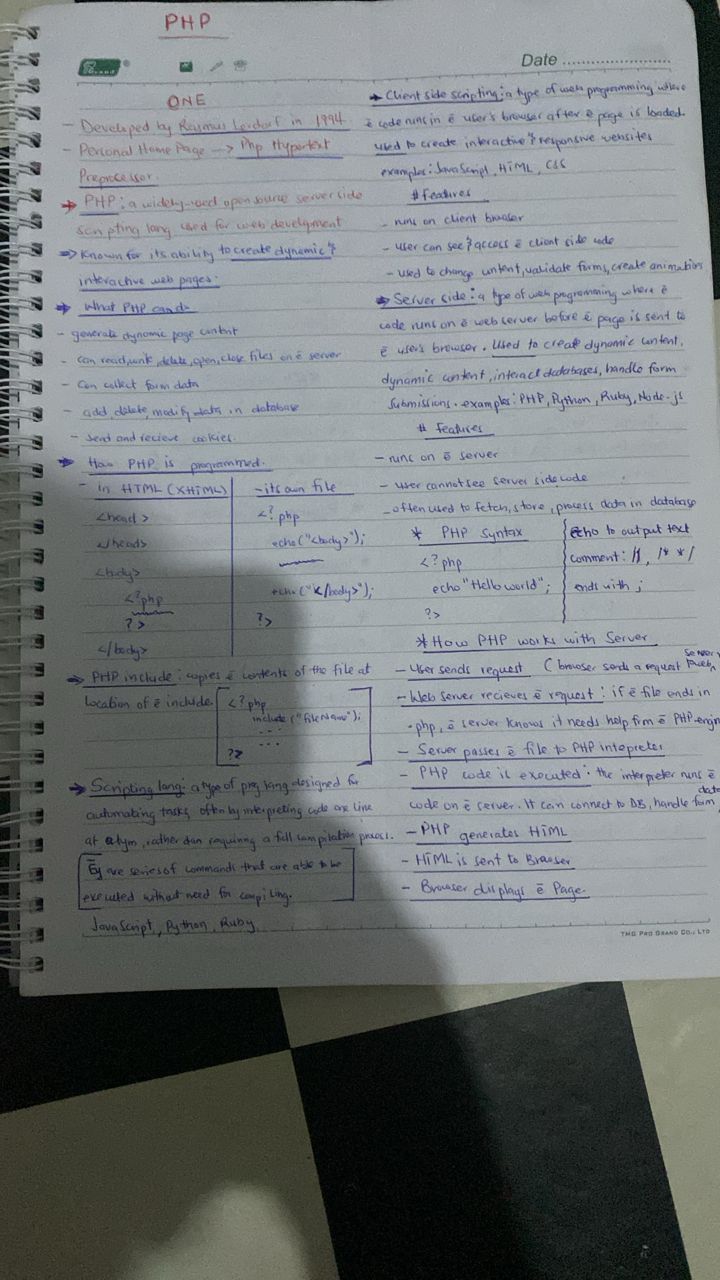 PHP
Date
ONE
- Developed by Rasmus Lerdorf in 1994
- Personal Home Page -> Php Hypertext
Preprocessor.
→ PHP: a widely-used open source server side
scripting lang used for web development
=> Known for its ability to create dynamic &
interactive web pages.
→ What PHP can do
- generate dynamic page content
- can read, write, delete, open, close files on ē server
- Can collect form data
- add, delete, modify data in database
- send and recieve cookies.
→ How PHP is programmed.
- in HTML (XHTML)
<head>
</head>
<body>
<?php
?>
</body>
- its own file
<?php
echo("<body>");
echo("</body>");
?>
→ PHP include: copies ē contents of the file at
location of ē include.
<?php
include ("fileName");
...
...
?>
→ Scripting lang: a type of prog lang designed for
automating tasks, often by interpreting code one line
at a tym, rather dan requiring a full compilation process.
Ēy are series of commands that are able to be
executed without need for compiling.
JavaScript, Python, Ruby
→ Client side scripting: a type of web programming where
ē code runs in ē user's browser after ē page is loaded
used to create interactive & responsive websites
examples: JavaScript, HTML, CSS
# features
- runs on client browser
- user can see & access ē client side code
- used to change content, validate forms, create animation
→ Server side: a type of web programming where ē
code runs on ē web server before ē page is sent to
ē user's browser. Used to create dynamic content,
dynamic content, interact databases, handle form
submissions. examples: PHP, Python, Ruby, Node.js
# features
- runs on ē server
- user cannot see server side code
- often used to fetch, store, process data in database
* PHP syntax
<?php
echo "Hello world";
?>
echo to output text
comment: //, /* */
ends with ;
* How PHP works with Server
- User sends request (browser sends a request
- Web server recieves ē request: if ē file ends in
.php, ē server knows it needs help from ē PHP engin
- Server passes ē file to PHP intepreter
- PHP code is executed: the interpreter runs ē
code on ē server. It can connect to DB, handle form data
- PHP generates HTML
- HTML is sent to Browser
- Browser displays ē Page.
TMG PRO GRAND CO., LTD